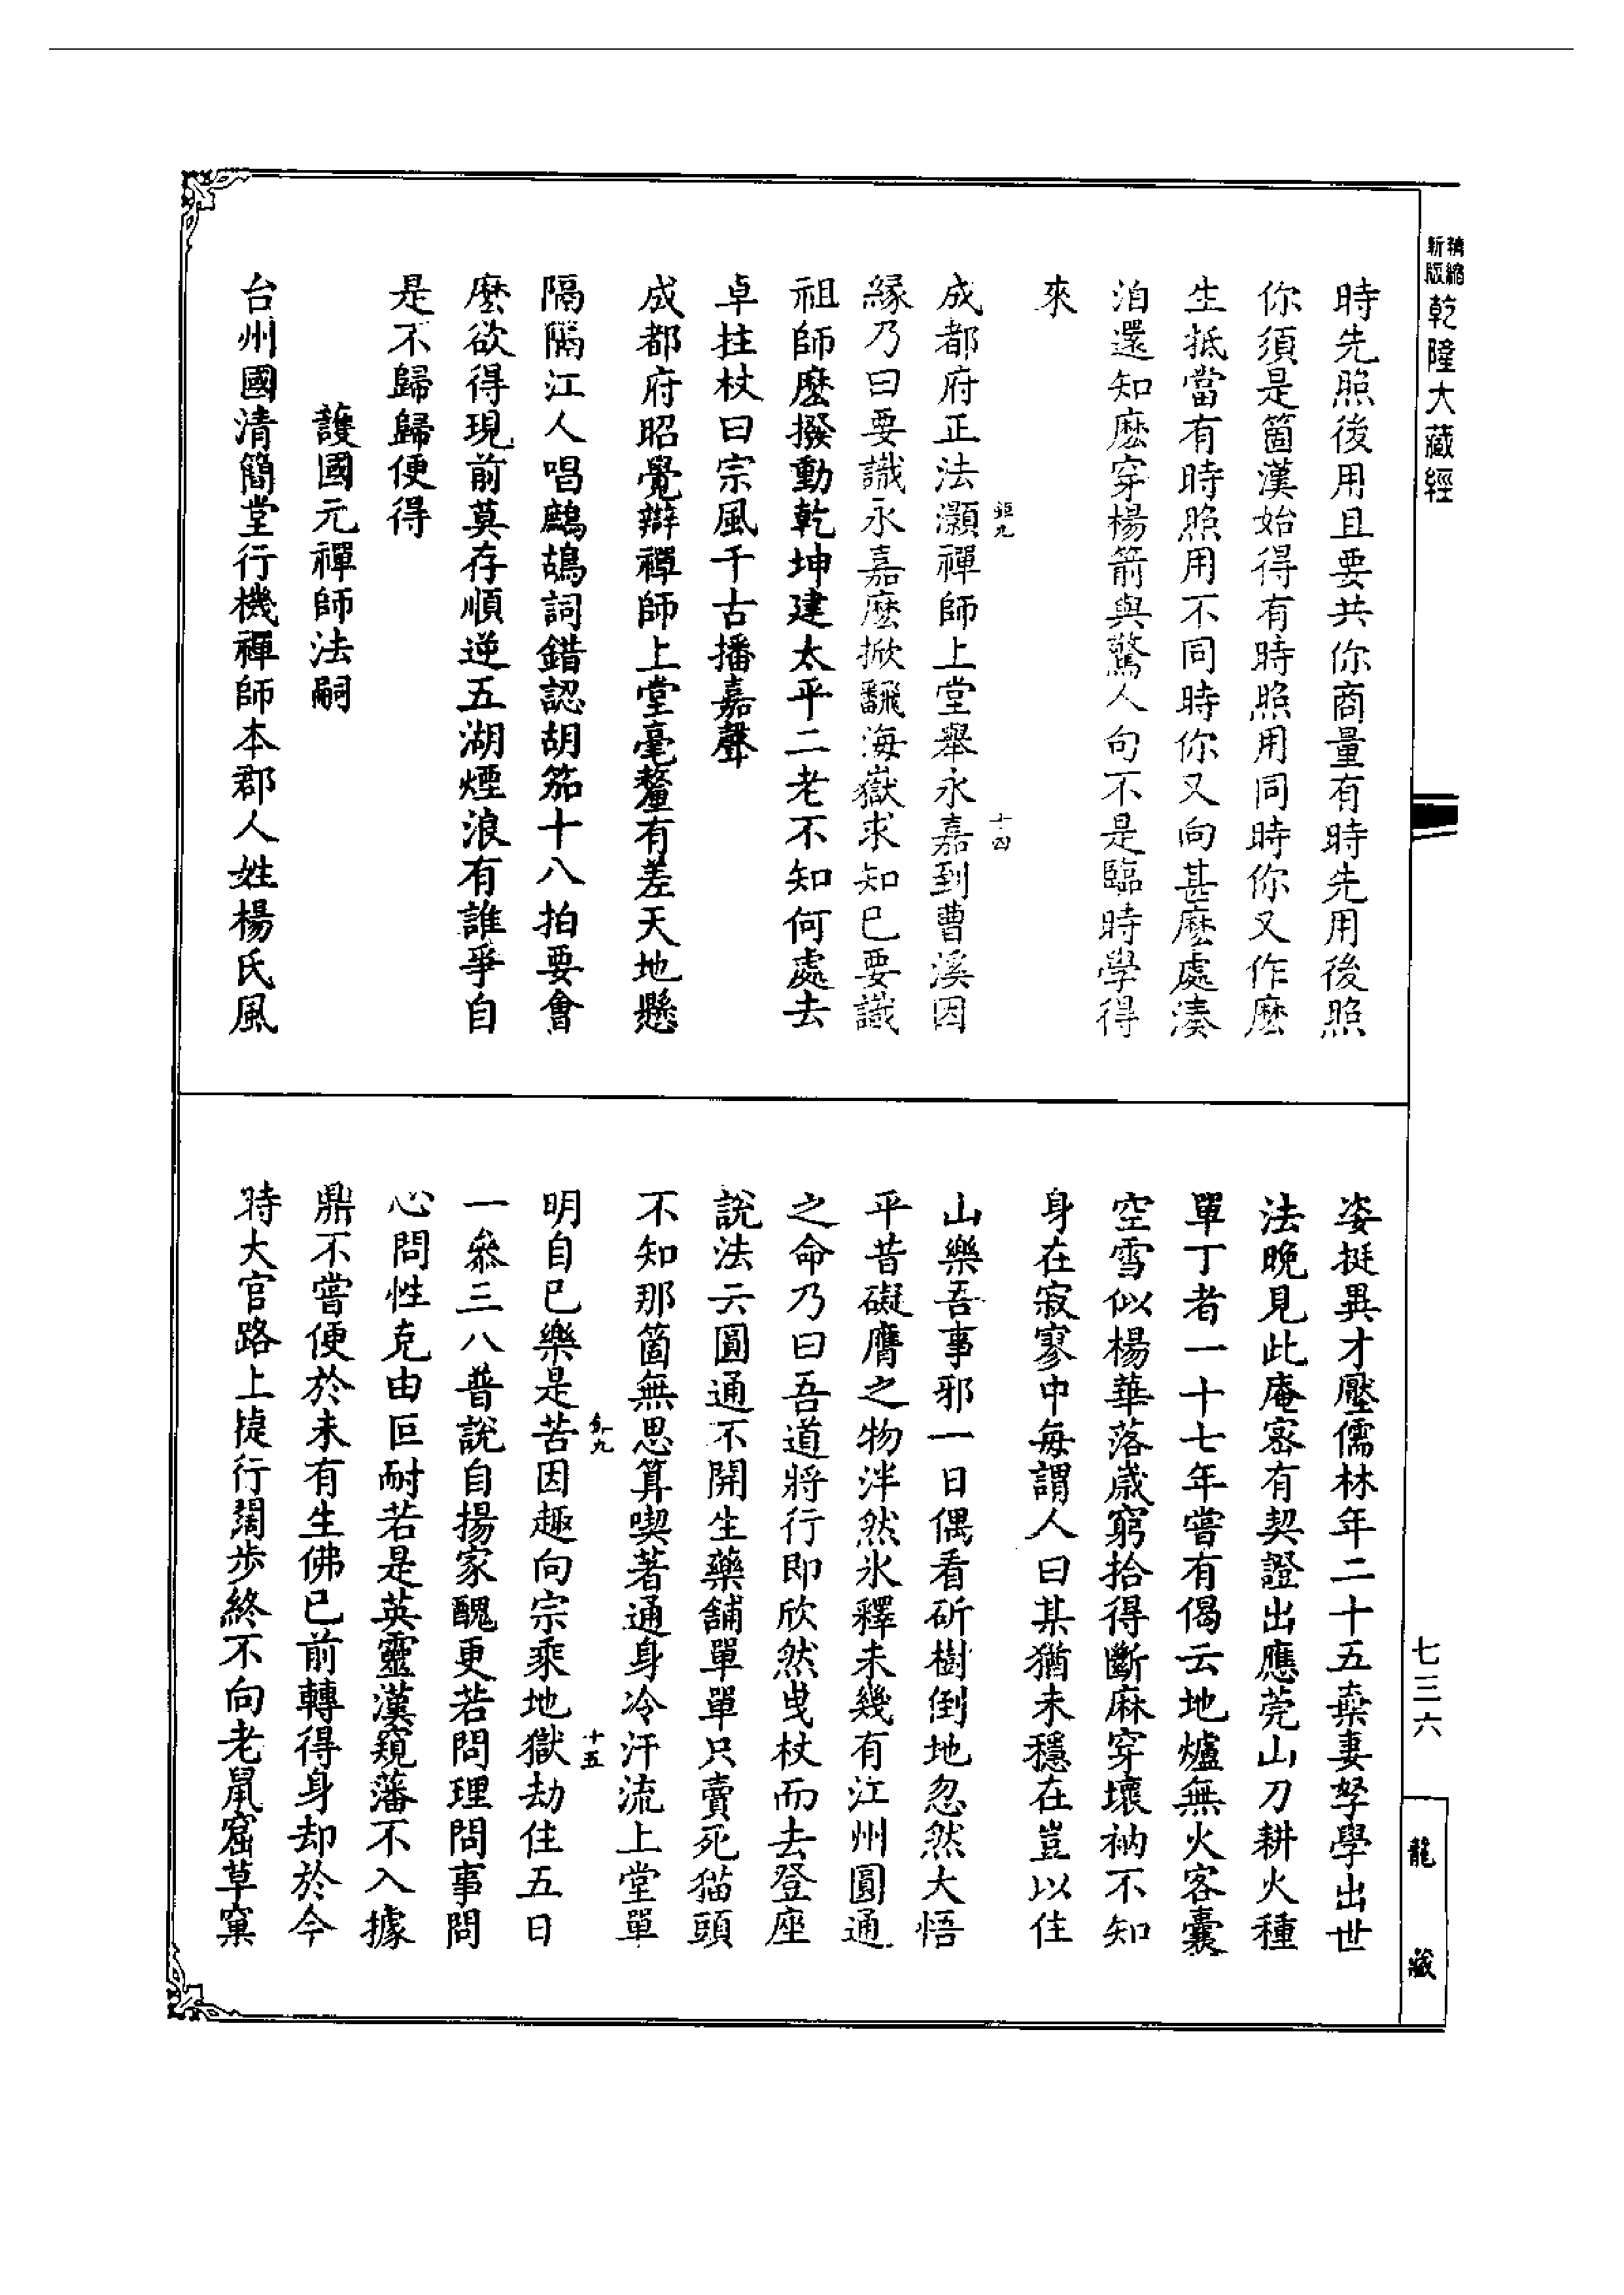 精縮
新版
乾隆大藏經
時先照後用且要共你商量有時先用後照
你須是箇漢始得有時照用同時你又作麽
生抵當有時照用不同時你又向甚麽處湊
泊還知麽穿楊箭與驚人句不是臨時學得
來
成都府正法灝禪師上堂舉永嘉到曹溪因
緣乃曰要識永嘉麽掀飜海嶽求知己要識
祖師麽撥動乾坤建太平二老不知何處去
卓拄杖曰宗風千古播嘉聲
成都府昭覺辯禪師上堂毫釐有差天地懸
隔隔江人唱鷓鴣詞錯認胡笳十八拍要會
麽欲得現前莫存順逆五湖煙浪有誰爭自
是不歸歸便得
護國元禪師法嗣
台州國清簡堂行機禪師本郡人姓楊氏風
十四
姿挺異才壓儒林年二十五棄妻孥學出世
法晚見此庵密有契證出應莞山刀耕火種
單丁者一十七年嘗有偈云地爐無火客囊
空雪似楊華落歲窮拾得斷麻穿壞衲不知
身在寂寥中每謂人曰某猶未穩在豈以住
山樂吾事邪一日偶看斫樹倒地忽然大悟
平昔礙膺之物泮然氷釋未幾有江州圓通
之命乃曰吾道將行即欣然曳杖而去登座
說法云圓通不開生藥舖單單只賣死猫頭
不知那箇無思算喫著通身冷汗流上堂單
明自己樂是苦因趣向宗乘地獄劫住五日
一叅三八普說自揚家醜更若問理問事問
心問性克由叵耐若是英靈漢窺藩不入據
鼎不嘗便於未有生佛已前轉得身却於今
時大官路上㨗行闊步終不向老鼠窟草窠
十五
七三六
龍藏